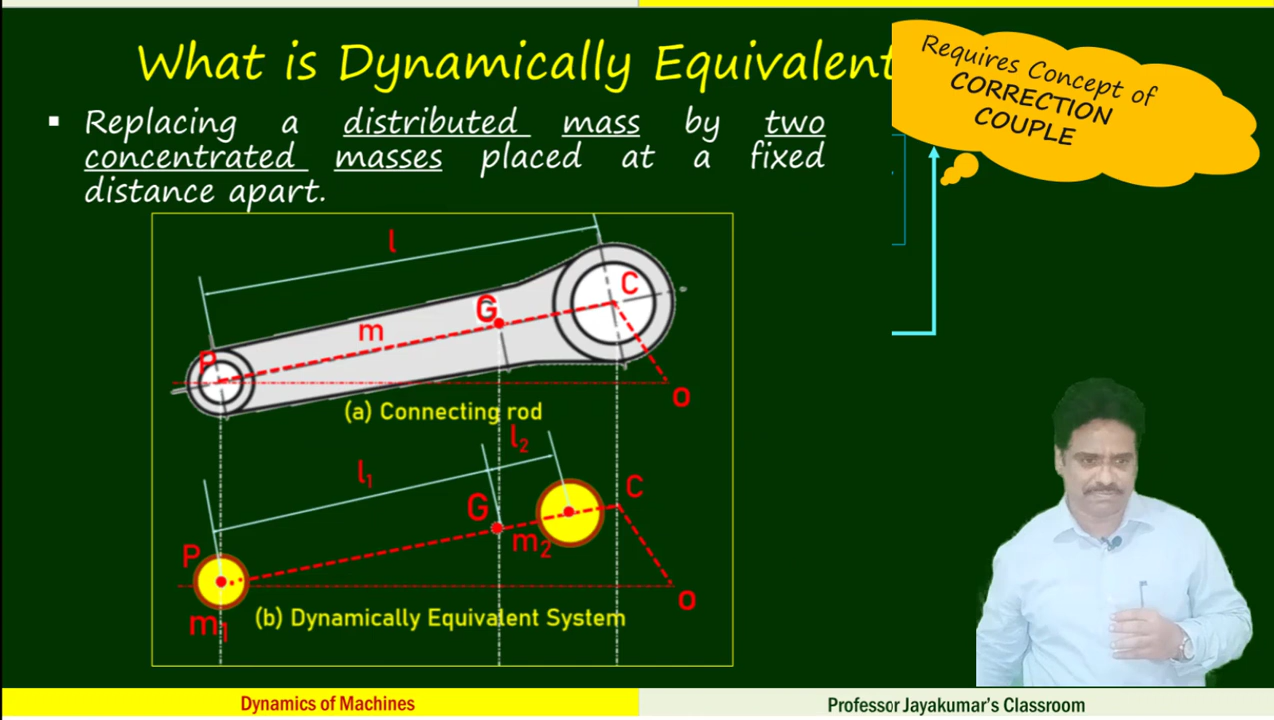 What is Dynamically Equivalent
Requires Concept of
CORRECTION
COUPLE
▪ Replacing a distributed mass by two
concentrated masses placed at a fixed
distance apart.
l
C
G
m
P
O
(a) Connecting rod
l2
l1
C
G
m2
P
O
(b) Dynamically Equivalent System
m1
Dynamics of Machines
Professor Jayakumar's Classroom